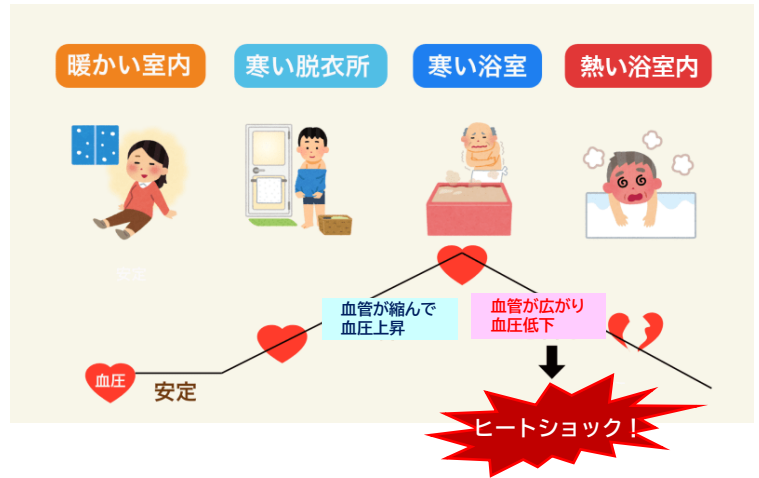 暖かい室内
寒い脱衣所
寒い浴室
熱い浴室内
安定
血管が縮んで
血圧上昇
血管が広がり
血圧低下
血圧
安定
ヒートショック！